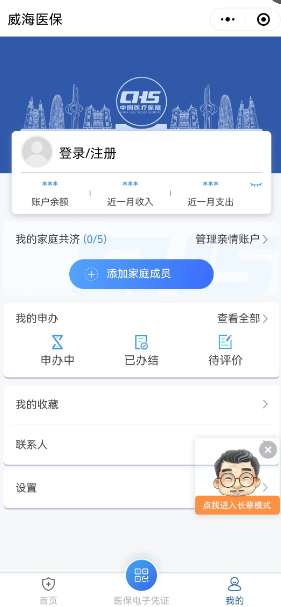 威海医保
CHS
中国医疗保障
登录/注册
*** *** ***
账户余额 近一月收入 近一月支出
我的家庭共济 (0/5) 管理亲情账户
添加家庭成员
我的申办 查看全部
申办中 已办结 待评价
我的收藏
联系人
设置
点我进入长辈模式
首页 医保电子凭证 我的